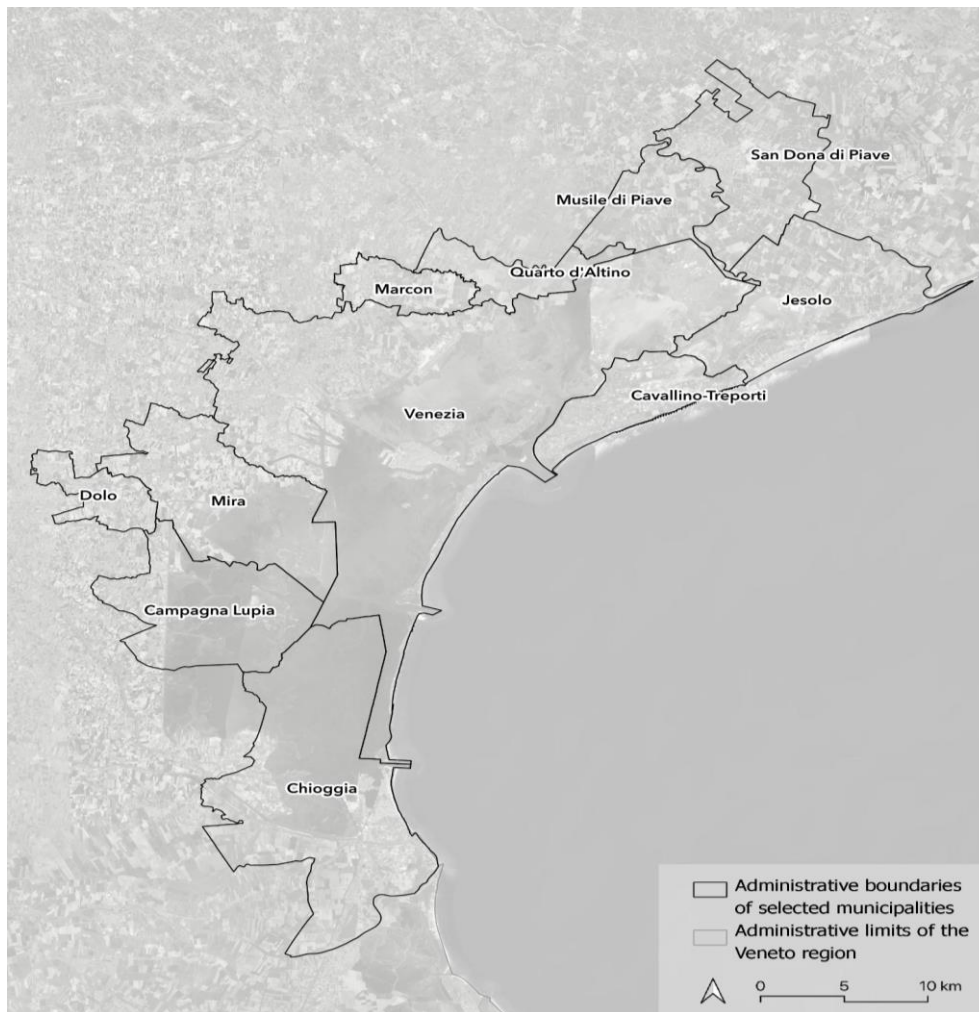 San Dona di Piave
Musile di Piave
Quarto d'Altino
Marcon
Jesolo
Cavallino-Treporti
Venezia
Dolo
Mira
Campagna Lupia
Chioggia
Administrative boundaries
of selected municipalities
Administrative limits of the
Veneto region
0 5 10 km